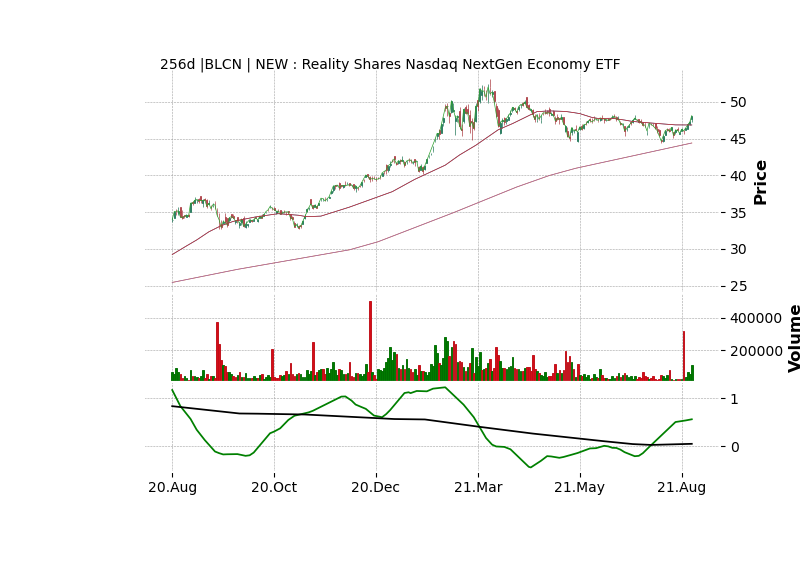 256d |BLCN | NEW : Reality Shares Nasdaq NextGen Economy ETF
50
45
40
35
30
25
Price
400000
200000
Volume
1
0
20.Aug 20.Oct 20.Dec 21.Mar 21.May 21.Aug